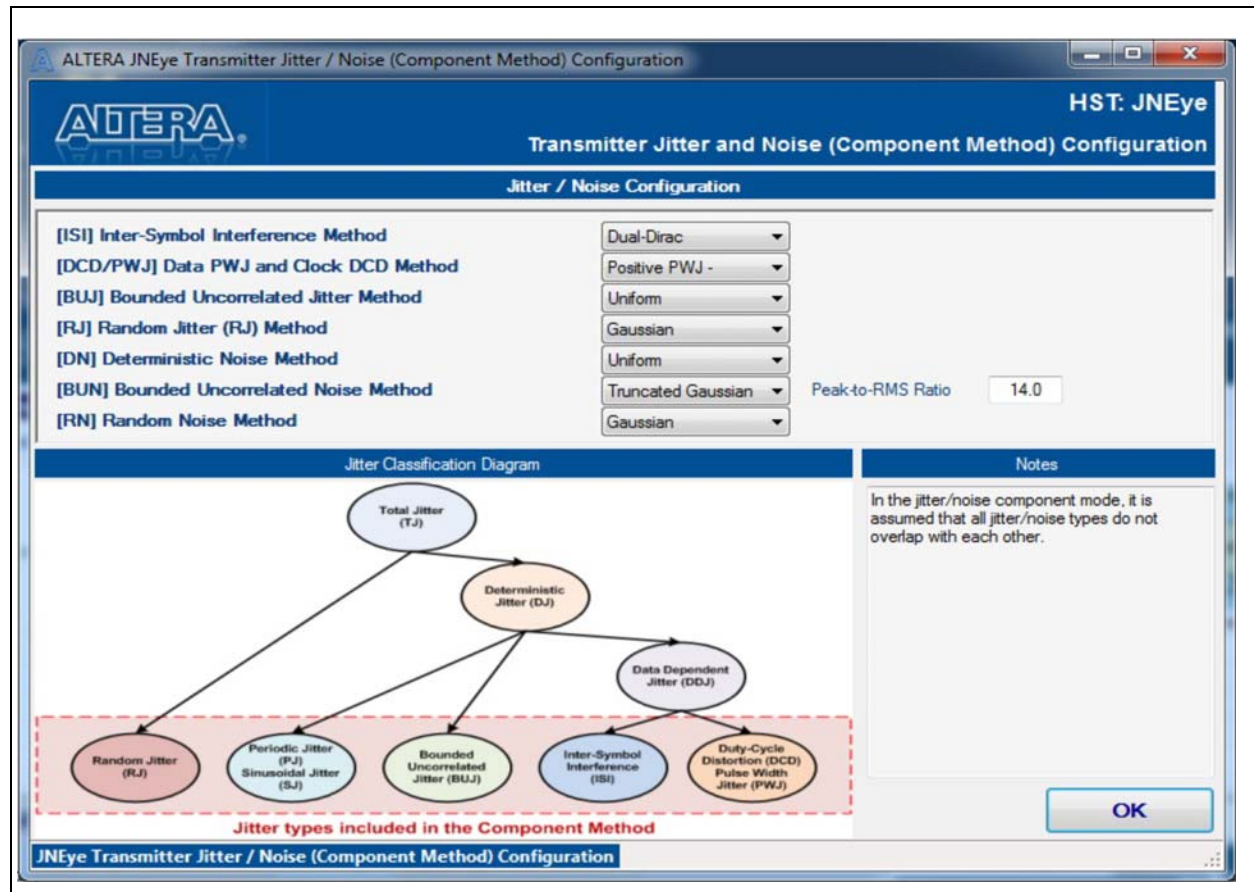 ALTERA JNEye Transmitter Jitter / Noise (Component Method) Configuration
ALTERA®
HST: JNEye
Transmitter Jitter and Noise (Component Method) Configuration
Jitter / Noise Configuration
[ISI] Inter-Symbol Interference Method
Dual-Dirac
[DCD/PWJ] Data PWJ and Clock DCD Method
Positive PWJ -
[BUJ] Bounded Uncorrelated Jitter Method
Uniform
[RJ] Random Jitter (RJ) Method
Gaussian
[DN] Deterministic Noise Method
Uniform
[BUN] Bounded Uncorrelated Noise Method
Truncated Gaussian
Peak-to-RMS Ratio
14.0
[RN] Random Noise Method
Gaussian
Jitter Classification Diagram
Total Jitter
(TJ)
Deterministic
Jitter (DJ)
Data Dependent
Jitter (DDJ)
Random Jitter
(RJ)
Periodic Jitter
(PJ)
Sinusoidal Jitter
(SJ)
Bounded
Uncorrelated
Jitter (BUJ)
Inter-Symbol
Interference
(ISI)
Duty-Cycle
Distortion (DCD)
Pulse Width
Jitter (PWJ)
Jitter types included in the Component Method
Notes
In the jitter/noise component mode, it is
assumed that all jitter/noise types do not
overlap with each other.
OK
JNEye Transmitter Jitter / Noise (Component Method) Configuration